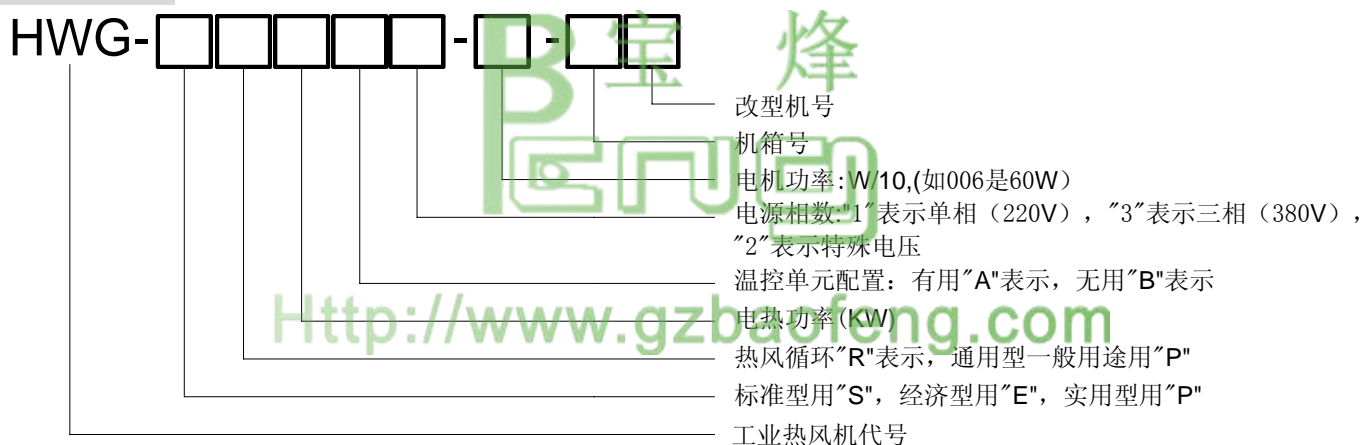 HWG-□□□□□-□-□□
宝 烽
BFENG
改型机号
机箱号
电机功率:W/10,(如006是60W）
电源相数:"1"表示单相（220V），"3"表示三相（380V），
"2"表示特殊电压
温控单元配置：有用"A"表示，无用"B"表示
Http://www.gzbaofeng.com
电热功率(KW)
热风循环"R"表示，通用型一般用途用"P"
标准型用"S"，经济型用"E"，实用型用"P"
工业热风机代号